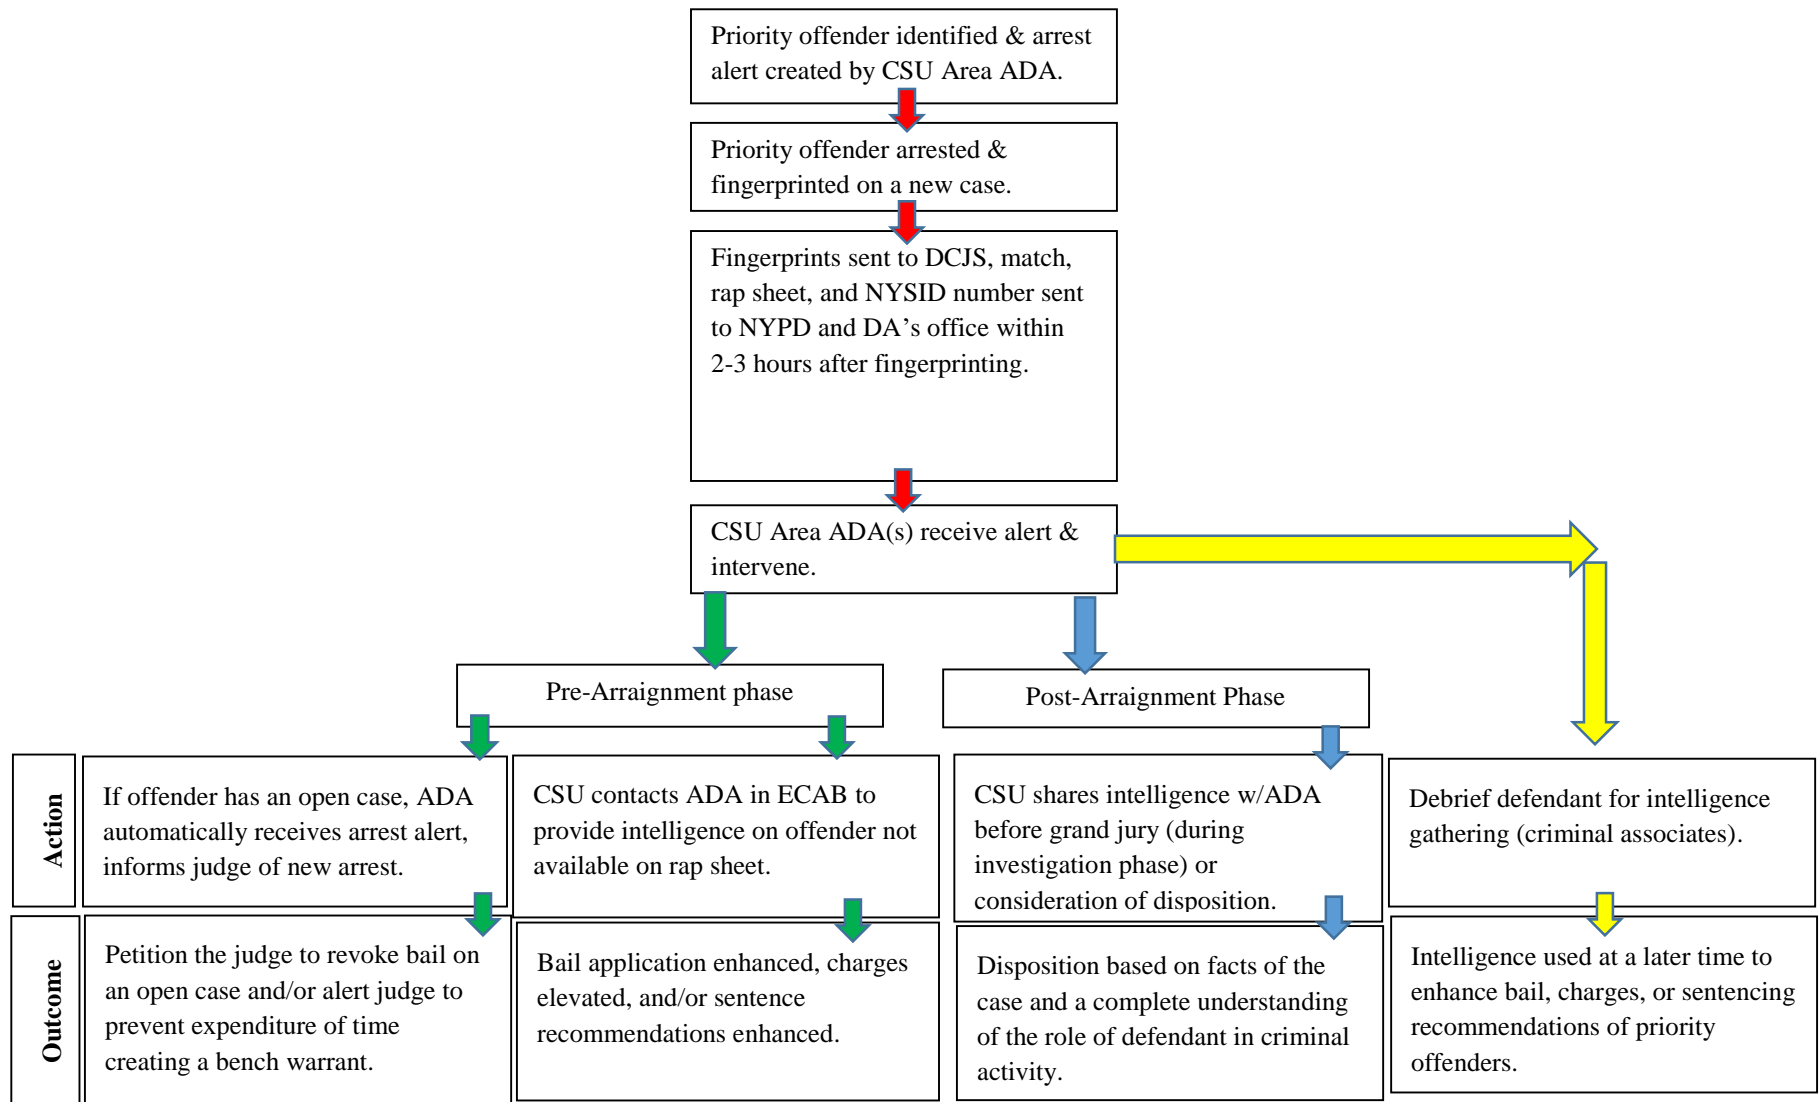 Priority offender identified & arrest
alert created by CSU Area ADA.
Priority offender arrested &
fingerprinted on a new case.
Fingerprints sent to DCJS, match,
rap sheet, and NYSID number sent
to NYPD and DA’s office within
2-3 hours after fingerprinting.
CSU Area ADA(s) receive alert &
intervene.
Pre-Arraignment phase
Post-Arraignment Phase
Action
If offender has an open case, ADA
automatically receives arrest alert,
informs judge of new arrest.
CSU contacts ADA in ECAB to
provide intelligence on offender not
available on rap sheet.
CSU shares intelligence w/ADA
before grand jury (during
investigation phase) or
consideration of disposition.
Debrief defendant for intelligence
gathering (criminal associates).
Outcome
Petition the judge to revoke bail on
an open case and/or alert judge to
prevent expenditure of time
creating a bench warrant.
Bail application enhanced, charges
elevated, and/or sentence
recommendations enhanced.
Disposition based on facts of the
case and a complete understanding
of the role of defendant in criminal
activity.
Intelligence used at a later time to
enhance bail, charges, or sentencing
recommendations of priority
offenders.